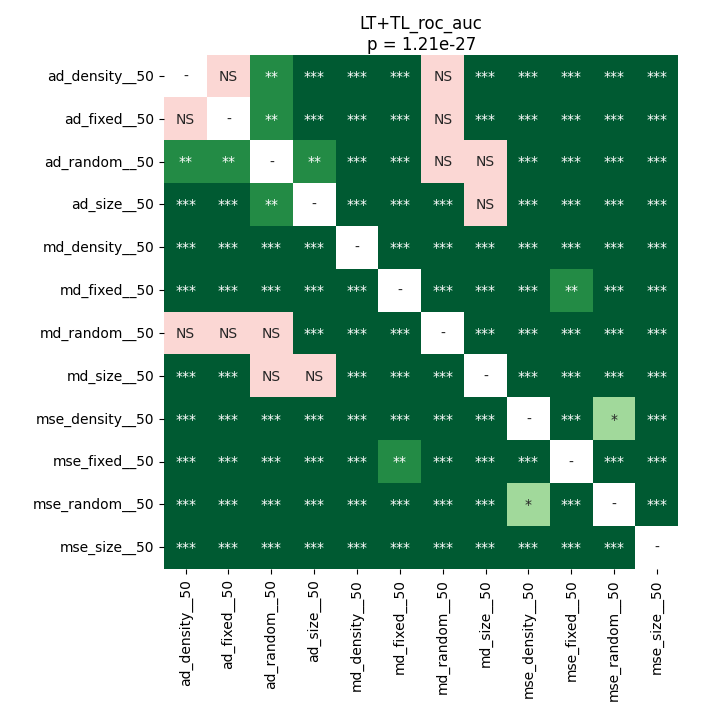 LT+TL_roc_auc
p = 1.21e-27
ad_density__50 - NS ** *** *** *** NS *** *** *** *** ***
ad_fixed__50 NS - ** *** *** *** NS *** *** *** *** ***
ad_random__50 ** ** - ** *** *** NS NS *** *** *** ***
ad_size__50 *** *** ** - *** *** *** NS *** *** *** ***
md_density__50 *** *** *** *** - *** *** *** *** *** *** ***
md_fixed__50 *** *** *** *** *** - *** *** *** ** *** ***
md_random__50 NS NS NS *** *** *** - *** *** *** *** ***
md_size__50 *** *** NS NS *** *** *** - *** *** *** ***
mse_density__50 *** *** *** *** *** *** *** *** - *** * ***
mse_fixed__50 *** *** *** *** *** ** *** *** *** - *** ***
mse_random__50 *** *** *** *** *** *** *** *** * *** - ***
mse_size__50 *** *** *** *** *** *** *** *** *** *** *** -
ad_density__50
ad_fixed__50
ad_random__50
ad_size__50
md_density__50
md_fixed__50
md_random__50
md_size__50
mse_density__50
mse_fixed__50
mse_random__50
mse_size__50